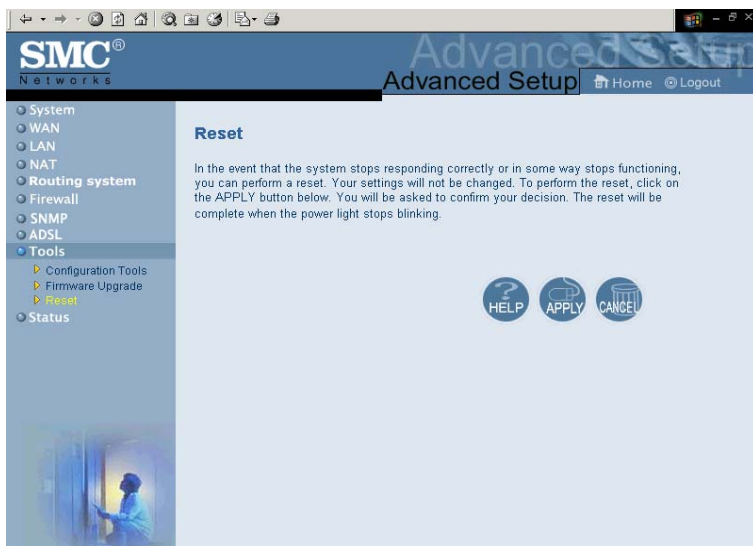 SMC®
Networks
Advanced Setup
Advanced Setup
Home
Logout
System
WAN
LAN
NAT
Routing system
Firewall
SNMP
ADSL
Tools
Configuration Tools
Firmware Upgrade
Reset
Status
Reset
In the event that the system stops responding correctly or in some way stops functioning,
you can perform a reset. Your settings will not be changed. To perform the reset, click on
the APPLY button below. You will be asked to confirm your decision. The reset will be
complete when the power light stops blinking.
HELP
APPLY
CANCEL